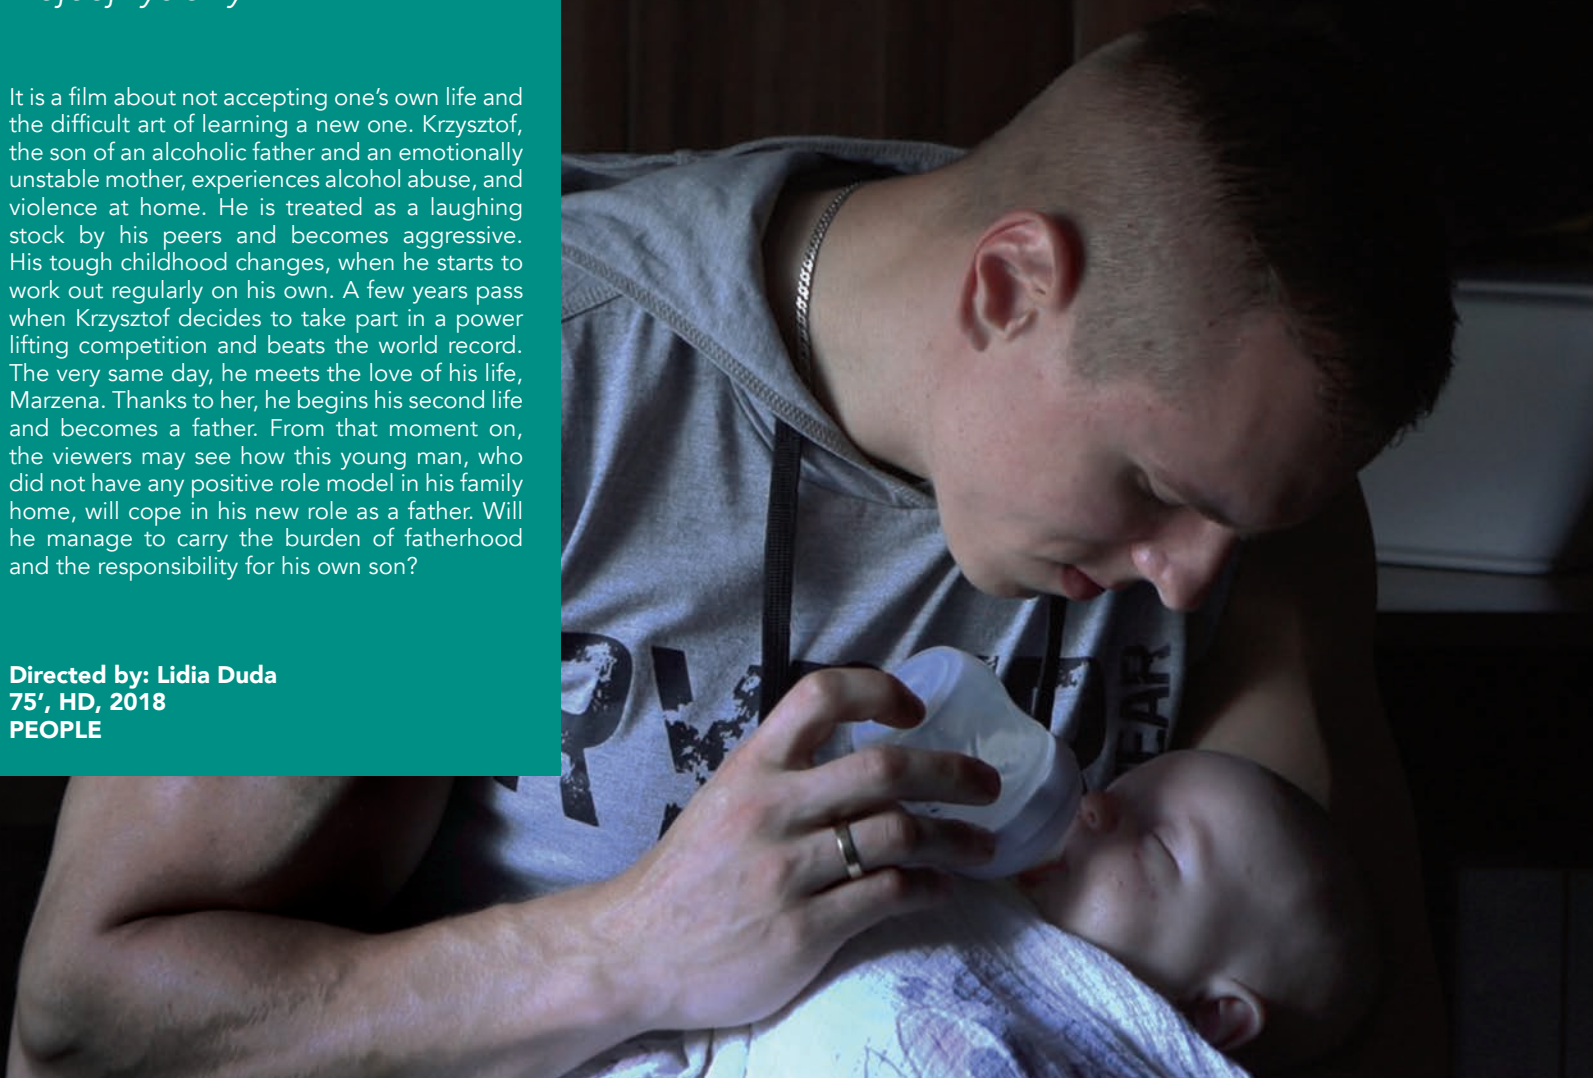 It is a film about not accepting one’s own life and
the difficult art of learning a new one. Krzysztof,
the son of an alcoholic father and an emotionally
unstable mother, experiences alcohol abuse, and
violence at home. He is treated as a laughing
stock by his peers and becomes aggressive.
His tough childhood changes, when he starts to
work out regularly on his own. A few years pass
when Krzysztof decides to take part in a power
lifting competition and beats the world record.
The very same day, he meets the love of his life,
Marzena. Thanks to her, he begins his second life
and becomes a father. From that moment on,
the viewers may see how this young man, who
did not have any positive role model in his family
home, will cope in his new role as a father. Will
he manage to carry the burden of fatherhood
and the responsibility for his own son?
Directed by: Lidia Duda
75’, HD, 2018
PEOPLE